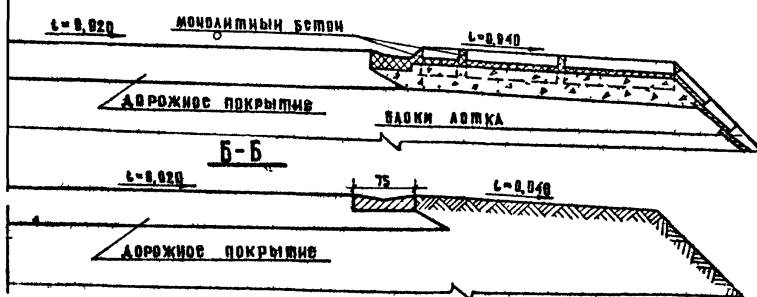 i=0,020
МОНОЛИТНЫЙ БЕТОН
i=0,040
ДОРОЖНОЕ ПОКРЫТИЕ
БЛОКИ ЛОТКА
Б-Б
i=0,020
75
i=0,040
ДОРОЖНОЕ ПОКРЫТИЕ